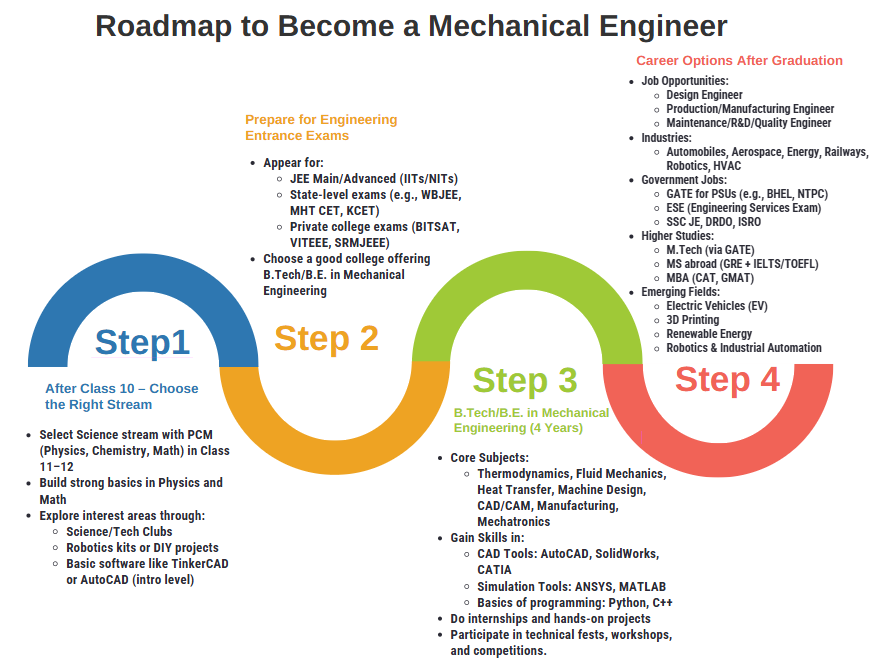 Roadmap to Become a Mechanical Engineer
Step1
After Class 10 – Choose
the Right Stream
• Select Science stream with PCM
(Physics, Chemistry, Math) in Class
11–12
• Build strong basics in Physics and
Math
• Explore interest areas through:
○ Science/Tech Clubs
○ Robotics kits or DIY projects
○ Basic software like TinkerCAD
or AutoCAD (intro level)
Prepare for Engineering
Entrance Exams
• Appear for:
○ JEE Main/Advanced (IITs/NITs)
○ State-level exams (e.g., WBJEE,
MHT CET, KCET)
○ Private college exams (BITSAT,
VITEEE, SRMJEEE)
• Choose a good college offering
B.Tech/B.E. in Mechanical
Engineering
Step 2
Step 3
B.Tech/B.E. in Mechanical
Engineering (4 Years)
• Core Subjects:
○ Thermodynamics, Fluid Mechanics,
Heat Transfer, Machine Design,
CAD/CAM, Manufacturing,
Mechatronics
• Gain Skills in:
○ CAD Tools: AutoCAD, SolidWorks,
CATIA
○ Simulation Tools: ANSYS, MATLAB
○ Basics of programming: Python, C++
• Do internships and hands-on projects
• Participate in technical fests, workshops,
and competitions.
Career Options After Graduation
• Job Opportunities:
○ Design Engineer
○ Production/Manufacturing Engineer
○ Maintenance/R&D/Quality Engineer
• Industries:
○ Automobiles, Aerospace, Energy, Railways,
Robotics, HVAC
• Government Jobs:
○ GATE for PSUs (e.g., BHEL, NTPC)
○ ESE (Engineering Services Exam)
○ SSC JE, DRDO, ISRO
• Higher Studies:
○ M.Tech (via GATE)
○ MS abroad (GRE + IELTS/TOEFL)
○ MBA (CAT, GMAT)
• Emerging Fields:
○ Electric Vehicles (EV)
○ 3D Printing
○ Renewable Energy
○ Robotics & Industrial Automation
Step 4